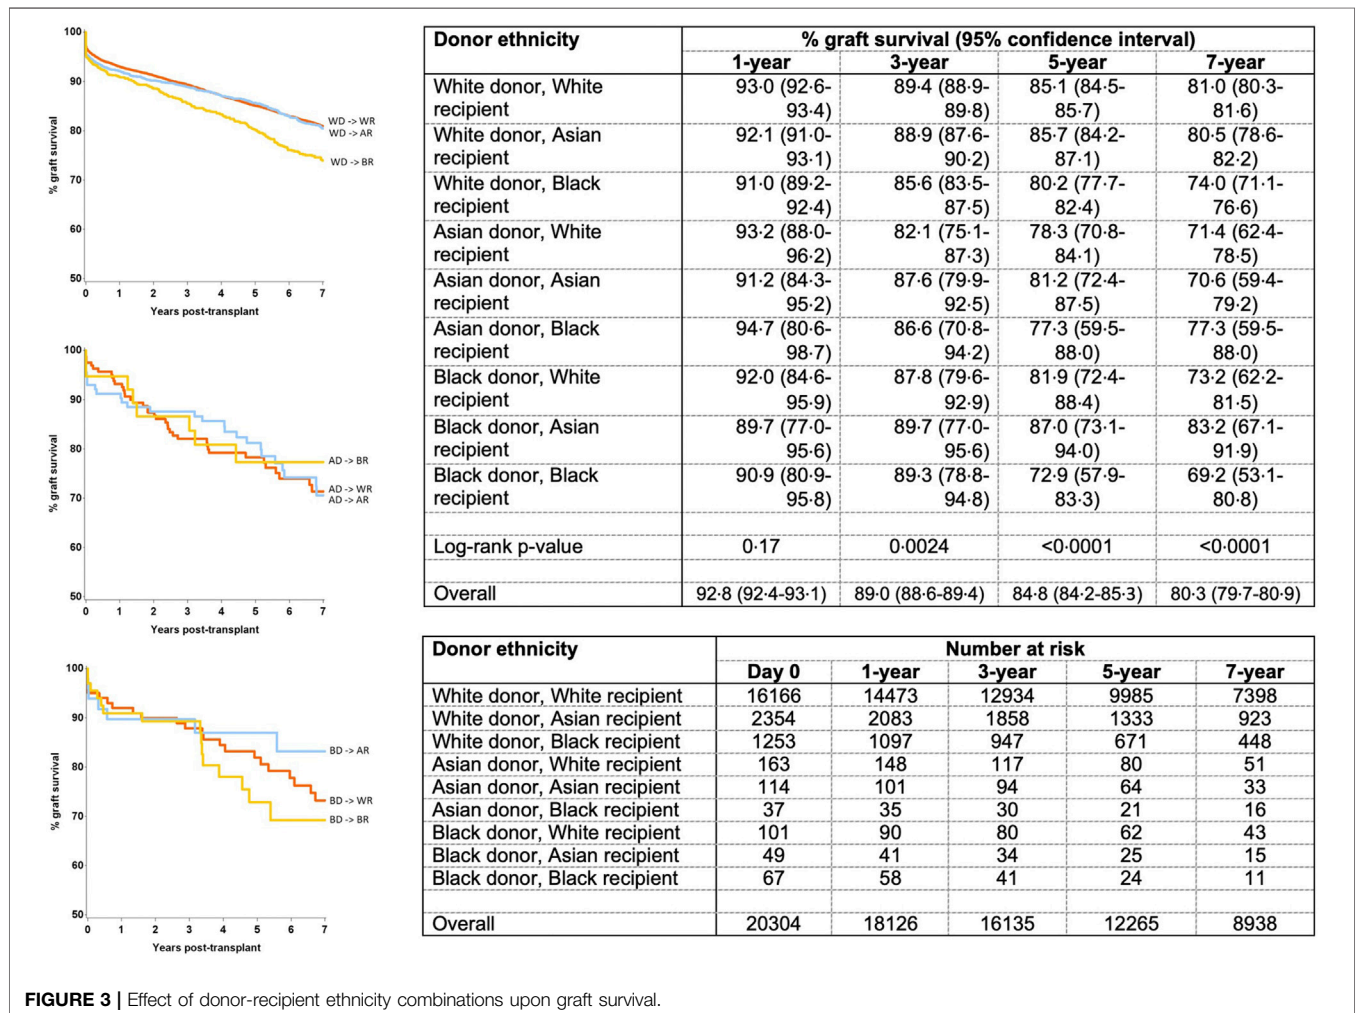 100
90
80
70
60
50
% graft survival
WD -> WR
WD -> AR
WD -> BR
0 1 2 3 4 5 6 7
Years post-transplant
100
90
80
70
60
50
% graft survival
AD -> BR
AD -> WR
AD -> AR
0 1 2 3 4 5 6 7
Years post-transplant
100
90
80
70
60
50
% graft survival
BD -> AR
BD -> WR
BD -> BR
0 1 2 3 4 5 6 7
Years post-transplant
Donor ethnicity % graft survival (95% confidence interval)
1-year 3-year 5-year 7-year
White donor, White 93·0 (92·6- 89·4 (88·9- 85·1 (84·5- 81·0 (80·3-
recipient 93·4) 89·8) 85·7) 81·6)
White donor, Asian 92·1 (91·0- 88·9 (87·6- 85·7 (84·2- 80·5 (78·6-
recipient 93·1) 90·2) 87·1) 82·2)
White donor, Black 91·0 (89·2- 85·6 (83·5- 80·2 (77·7- 74·0 (71·1-
recipient 92·4) 87·5) 82·4) 76·6)
Asian donor, White 93·2 (88·0- 82·1 (75·1- 78·3 (70·8- 71·4 (62·4-
recipient 96·2) 87·3) 84·1) 78·5)
Asian donor, Asian 91·2 (84·3- 87·6 (79·9- 81·2 (72·4- 70·6 (59·4-
recipient 95·2) 92·5) 87·5) 79·2)
Asian donor, Black 94·7 (80·6- 86·6 (70·8- 77·3 (59·5- 77·3 (59·5-
recipient 98·7) 94·2) 88·0) 88·0)
Black donor, White 92·0 (84·6- 87·8 (79·6- 81·9 (72·4- 73·2 (62·2-
recipient 95·9) 92·9) 88·4) 81·5)
Black donor, Asian 89·7 (77·0- 89·7 (77·0- 87·0 (73·1- 83·2 (67·1-
recipient 95·6) 95·6) 94·0) 91·9)
Black donor, Black 90·9 (80·9- 89·3 (78·8- 72·9 (57·9- 69·2 (53·1-
recipient 95·8) 94·8) 83·3) 80·8)
Log-rank p-value 0·17 0·0024 <0·0001 <0·0001
Overall 92·8 (92·4-93·1) 89·0 (88·6-89·4) 84·8 (84·2-85·3) 80·3 (79·7-80·9)
Donor ethnicity Number at risk
Day 0 1-year 3-year 5-year 7-year
White donor, White recipient 16166 14473 12934 9985 7398
White donor, Asian recipient 2354 2083 1858 1333 923
White donor, Black recipient 1253 1097 947 671 448
Asian donor, White recipient 163 148 117 80 51
Asian donor, Asian recipient 114 101 94 64 33
Asian donor, Black recipient 37 35 30 21 16
Black donor, White recipient 101 90 80 62 43
Black donor, Asian recipient 49 41 34 25 15
Black donor, Black recipient 67 58 41 24 11
Overall 20304 18126 16135 12265 8938
FIGURE 3 | Effect of donor-recipient ethnicity combinations upon graft survival.